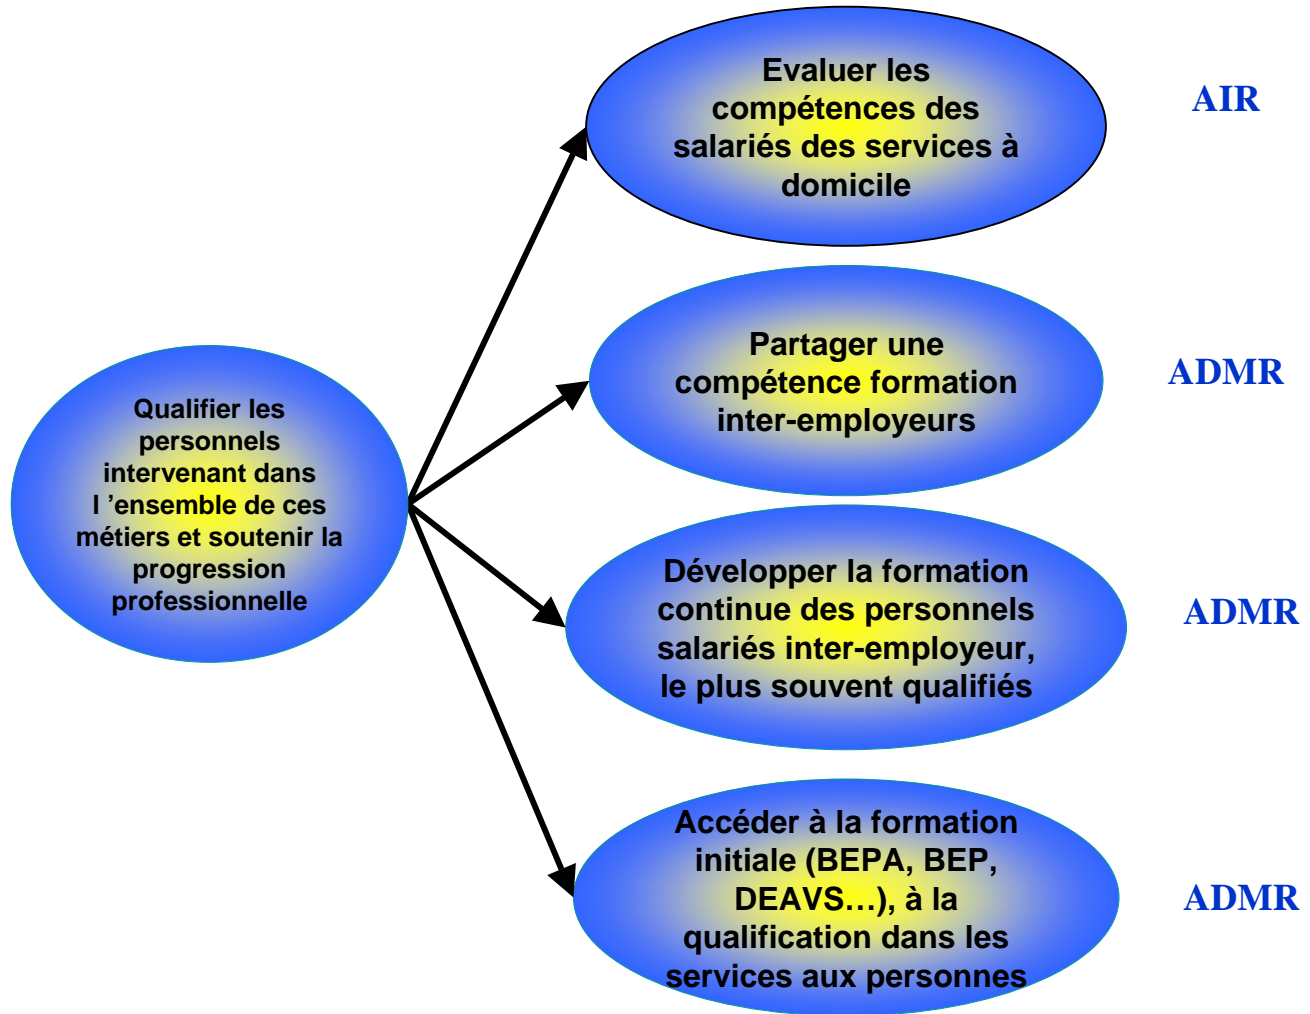 Qualifier les
personnels
intervenant dans
l ’ensemble de ces
métiers et soutenir la
progression
professionnelle
Evaluer les
compétences des
salariés des services à
domicile
AIR
Partager une
compétence formation
inter-employeurs
ADMR
Développer la formation
continue des personnels
salariés inter-employeur,
le plus souvent qualifiés
ADMR
Accéder à la formation
initiale (BEPA, BEP,
DEAVS…), à la
qualification dans les
services aux personnes
ADMR